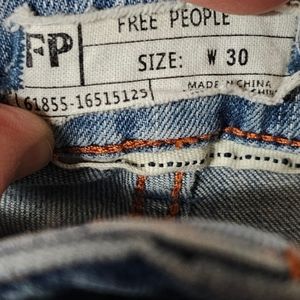 FP
FREE PEOPLE
SIZE: W 30
MADE IN CHINA
61855-16515125